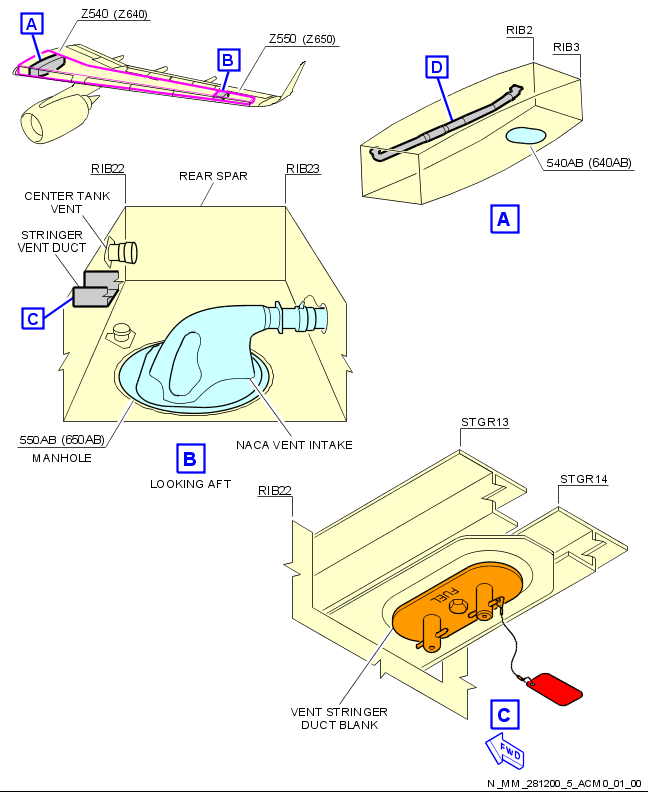 A
Z540 (Z640)
B
Z550 (Z650)
RIB2
RIB3
D
540AB (640AB)
A
RIB22
REAR SPAR
RIB23
CENTER TANK
VENT
STRINGER
VENT DUCT
C
550AB (650AB)
MANHOLE
B
LOOKING AFT
NACA VENT INTAKE
STGR13
STGR14
RIB22
FUEL
VENT STRINGER
DUCT BLANK
C
FWD
N_MM_281200_5_ACM0_01_00